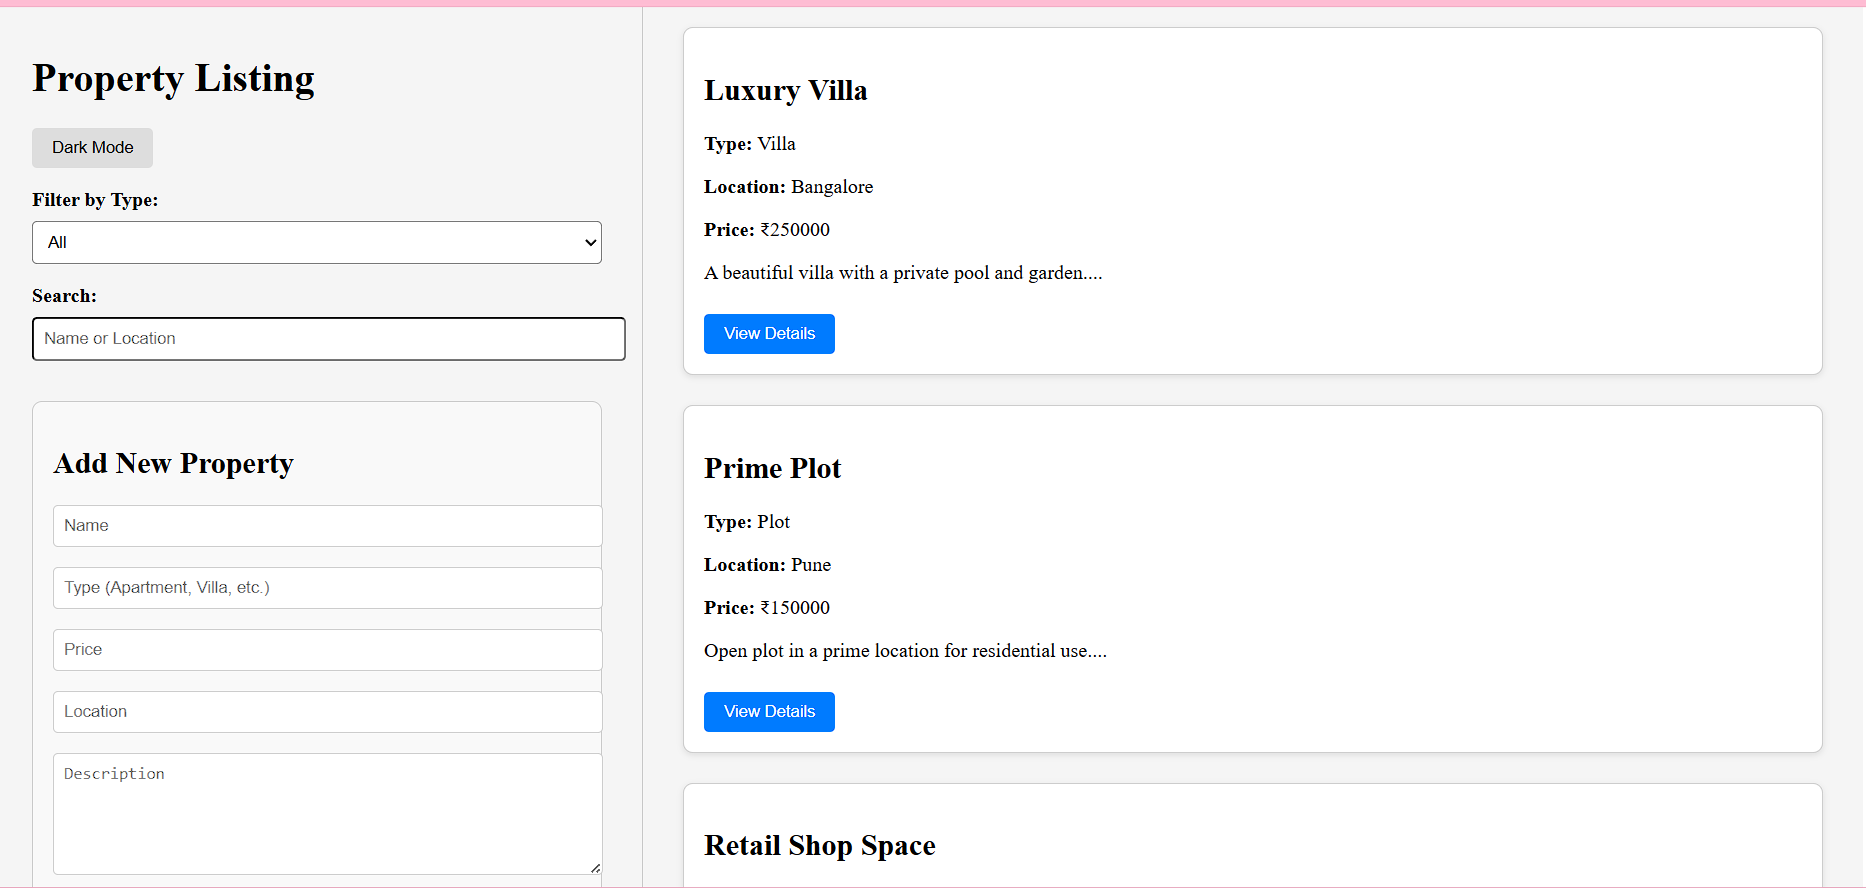 Property Listing
Dark Mode
Filter by Type:
All
Search:
Name or Location
Add New Property
Name
Type (Apartment, Villa, etc.)
Price
Location
Description
Luxury Villa
Type: Villa
Location: Bangalore
Price: ₹250000
A beautiful villa with a private pool and garden....
View Details
Prime Plot
Type: Plot
Location: Pune
Price: ₹150000
Open plot in a prime location for residential use....
View Details
Retail Shop Space